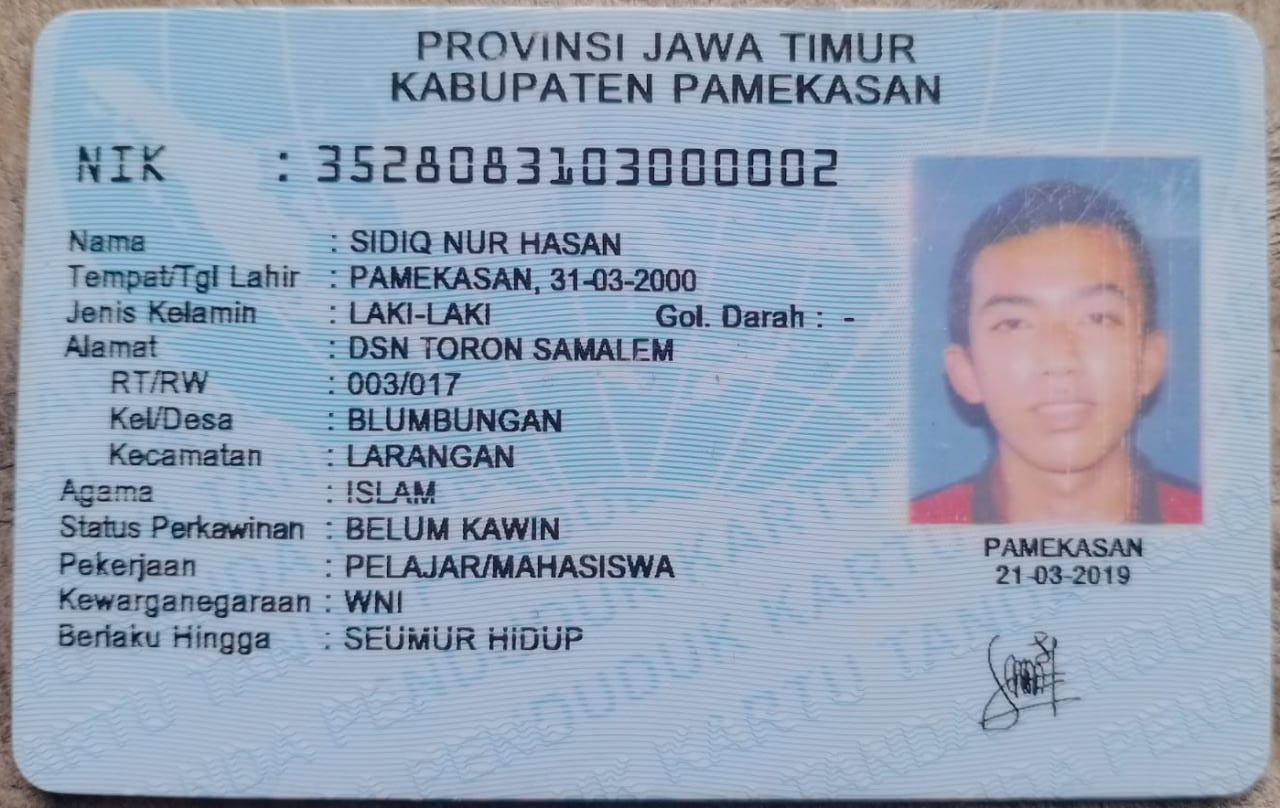 PROVINSI JAWA TIMUR
KABUPATEN PAMEKASAN
NIK : 3528083103000002
Nama : SIDIQ NUR HASAN
Tempat/Tgl Lahir : PAMEKASAN, 31-03-2000
Jenis Kelamin : LAKI-LAKI Gol. Darah : -
Alamat : DSN TORON SAMALEM
RT/RW : 003/017
Kel/Desa : BLUMBUNGAN
Kecamatan : LARANGAN
Agama : ISLAM
Status Perkawinan : BELUM KAWIN
Pekerjaan : PELAJAR/MAHASISWA
Kewarganegaraan : WNI
Berlaku Hingga : SEUMUR HIDUP
PAMEKASAN
21-03-2019